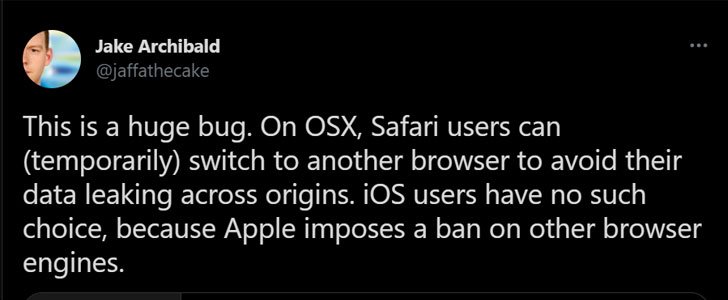 Jake Archibald
@jaffathecake
This is a huge bug. On OSX, Safari users can
(temporarily) switch to another browser to avoid their
data leaking across origins. iOS users have no such
choice, because Apple imposes a ban on other browser
engines.